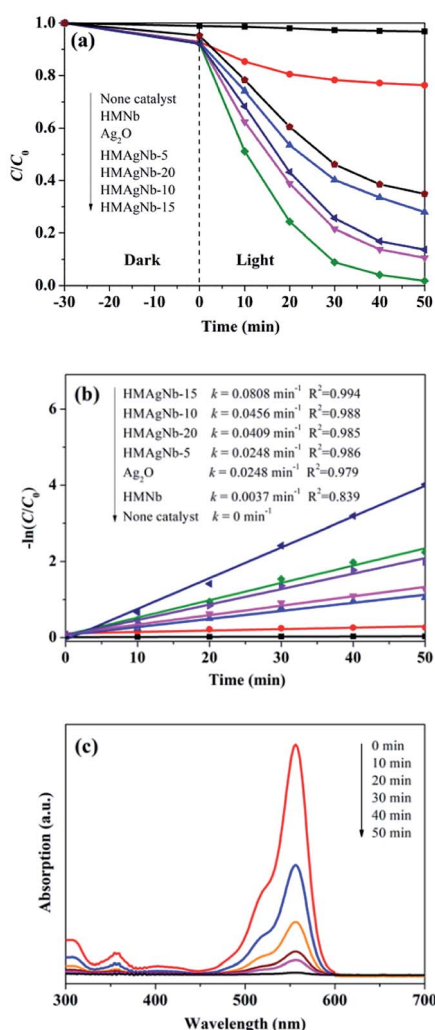 (a)
C/C₀
1.0
0.8
0.6
0.4
0.2
0.0
None catalyst
HMNb
Ag₂O
HMAgNb-5
HMAgNb-20
HMAgNb-10
HMAgNb-15
Dark
Light
-30 -20 -10 0 10 20 30 40 50
Time (min)
(b)
-ln(C/C₀)
6
4
2
0
HMAgNb-15 k = 0.0808 min⁻¹ R²=0.994
HMAgNb-10 k = 0.0456 min⁻¹ R²=0.988
HMAgNb-20 k = 0.0409 min⁻¹ R²=0.985
HMAgNb-5 k = 0.0248 min⁻¹ R²=0.986
Ag₂O k = 0.0248 min⁻¹ R²=0.979
HMNb k = 0.0037 min⁻¹ R²=0.839
None catalyst k = 0 min⁻¹
0 10 20 30 40 50
Time (min)
(c)
Absorption (a.u.)
0 min
10 min
20 min
30 min
40 min
50 min
300 400 500 600 700
Wavelength (nm)